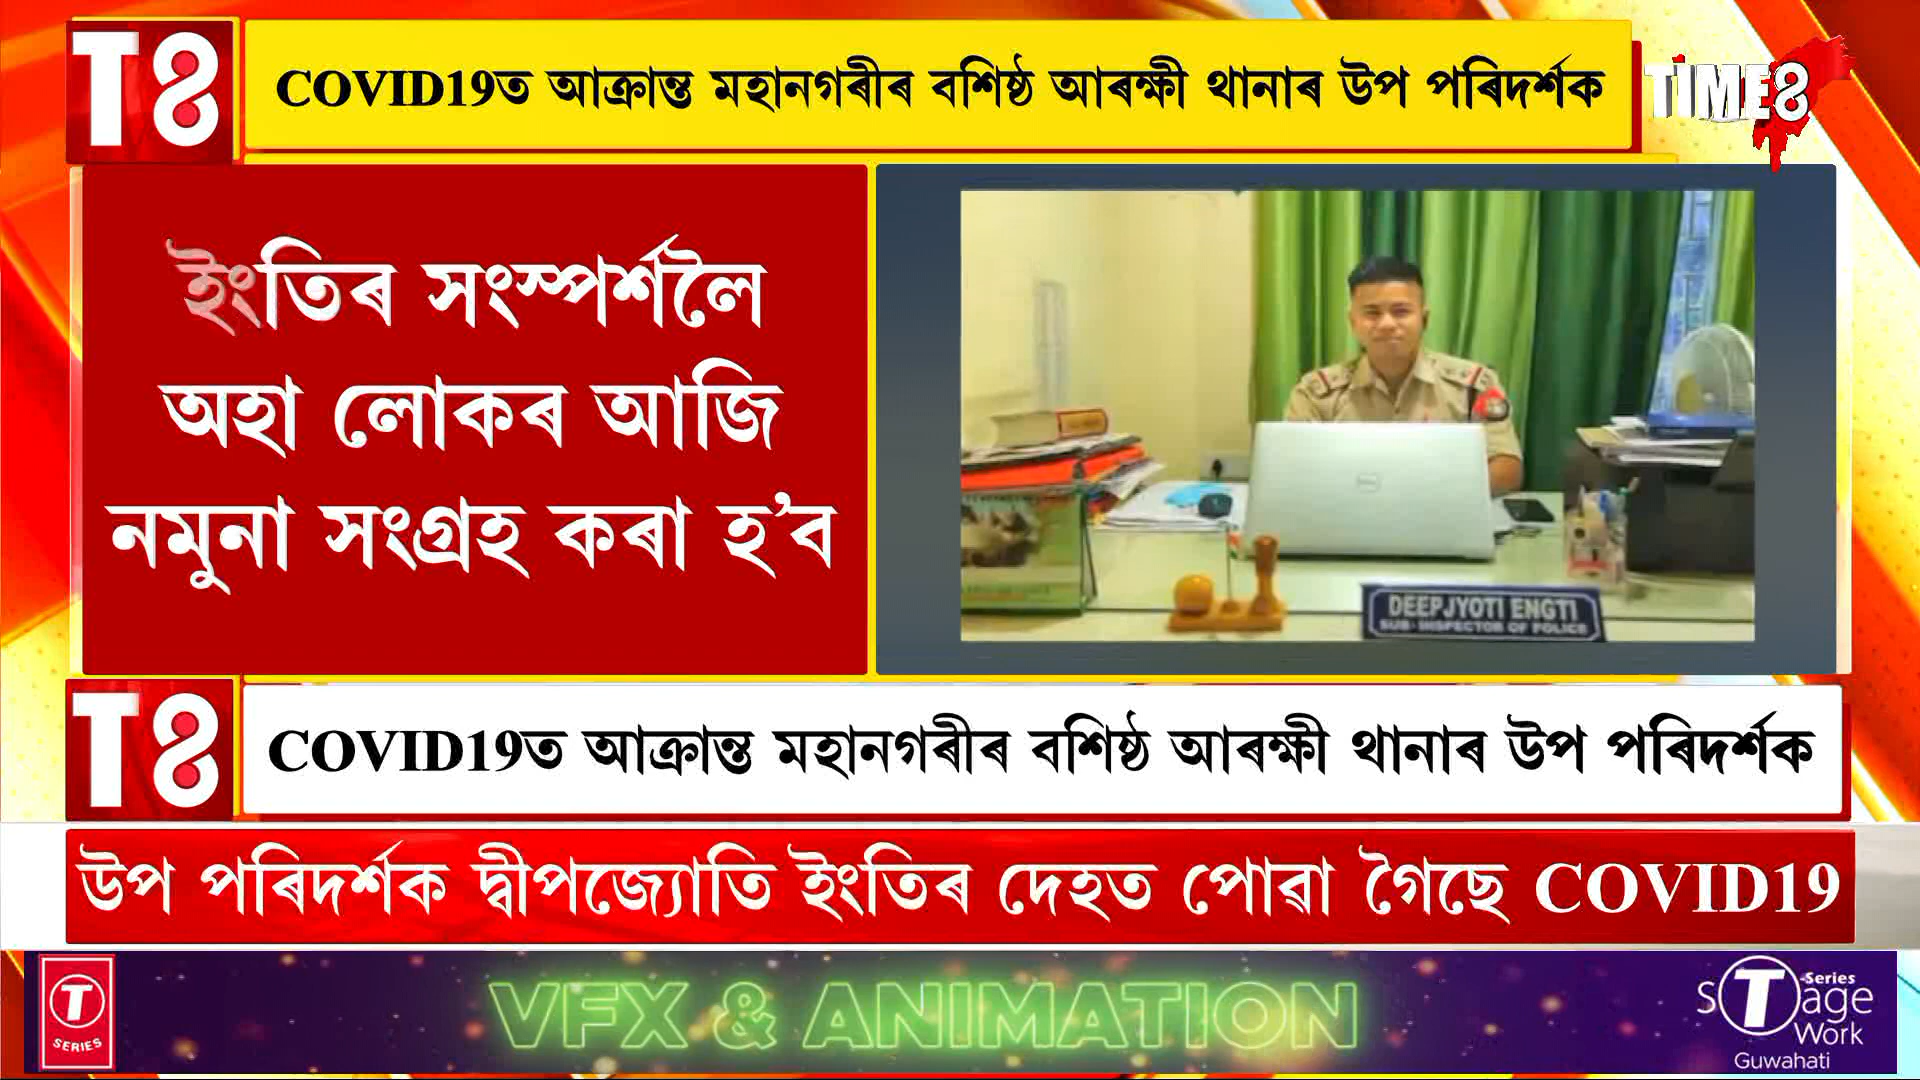 T8
COVID19ত আক্ৰান্ত মহানগৰীৰ বশিষ্ঠ আৰক্ষী থানাৰ উপ পৰিদৰ্শক
TIME8
ইংতিৰ সংস্পৰ্শলৈ
অহা লোকৰ আজি
নমুনা সংগ্ৰহ কৰা হ'ব
DEEPJYOTI ENGTI
SUB-INSPECTOR OF POLICE
T8
COVID19ত আক্ৰান্ত মহানগৰীৰ বশিষ্ঠ আৰক্ষী থানাৰ উপ পৰিদৰ্শক
উপ পৰিদৰ্শক দ্বীপজ্যোতি ইংতিৰ দেহত পোৱা গৈছে COVID19
T
SERIES
VFX & ANIMATION
T-Series
STage
Work
Guwahati